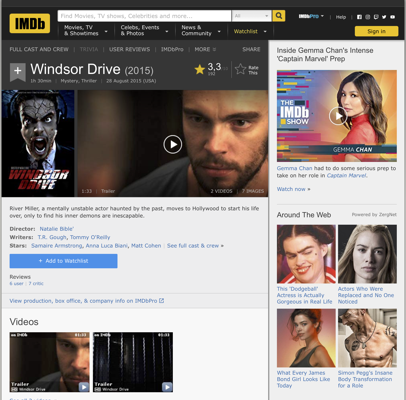 IMDb
Find Movies, TV shows, Celebrities and more...
All
IMDbPro
Help
Movies, TV & Showtimes
Celebs, Events & Photos
News & Community
Watchlist
Sign in
FULL CAST AND CREW
TRIVIA
USER REVIEWS
IMDbPro
MORE
SHARE
Windsor Drive (2015)
1h 30min | Mystery, Thriller | 28 August 2015 (USA)
3,3
Rate This
WINDSOR DRIVE
1:33 Trailer
2 VIDEOS | 7 IMAGES
River Miller, a mentally unstable actor haunted by the past, moves to Hollywood to start his life over, only to find his inner demons are inescapable.
Director: Natalie Bible'
Writers: T.R. Gough, Tommy O'Reilly
Stars: Samaire Armstrong, Anna Luca Biani, Matt Cohen | See full cast & crew »
+ Add to Watchlist
Reviews
6 user | 7 critic
View production, box office, & company info on IMDbPro
Videos
IMDb
01:33
Trailer
Windsor Drive
01:33
Trailer
Windsor Drive
Inside Gemma Chan's Intense 'Captain Marvel' Prep
THE IMDb SHOW
GEMMA CHAN
Gemma Chan had to do some serious prep to take on her role in Captain Marvel.
Watch now »
Around The Web
Powered by ZergNet
This 'Dodgeball' Actress is Actually Gorgeous in Real Life
Actors Who Were Replaced and No One Noticed
What Every James Bond Girl Looks Like Today
Simon Pegg's Insane Body Transformation for a Role